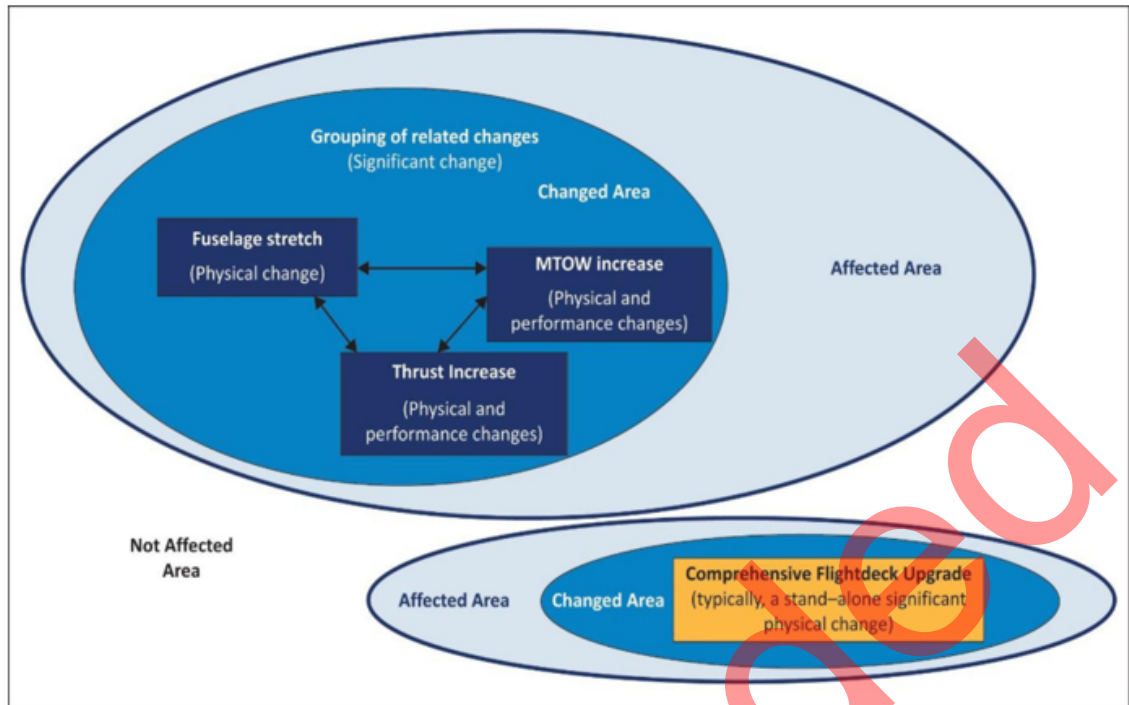 Grouping of related changes
(Significant change)
Changed Area
Fuselage stretch
(Physical change)
MTOW increase
(Physical and
performance changes)
Affected Area
Thrust Increase
(Physical and
performance changes)
Not Affected
Area
Affected Area
Changed Area
Comprehensive Flightdeck Upgrade
(typically, a stand–alone significant
physical change)
ded